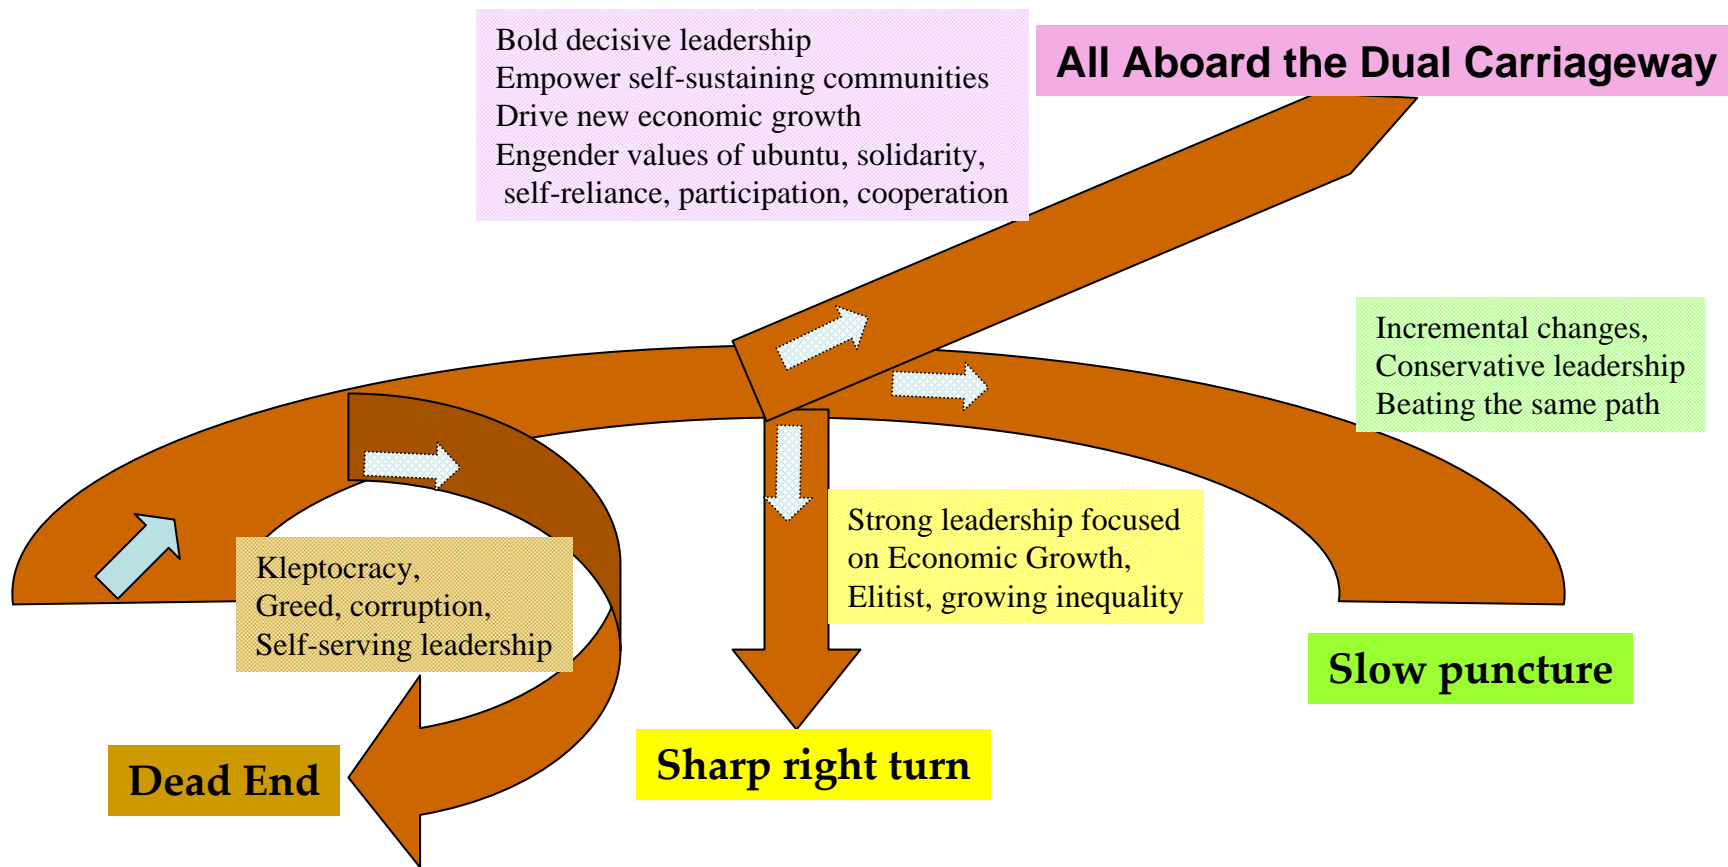 Bold decisive leadership
Empower self-sustaining communities
Drive new economic growth
Engender values of ubuntu, solidarity,
self-reliance, participation, cooperation
All Aboard the Dual Carriageway
Incremental changes,
Conservative leadership
Beating the same path
Strong leadership focused
on Economic Growth,
Elitist, growing inequality
Kleptocracy,
Greed, corruption,
Self-serving leadership
Slow puncture
Sharp right turn
Dead End